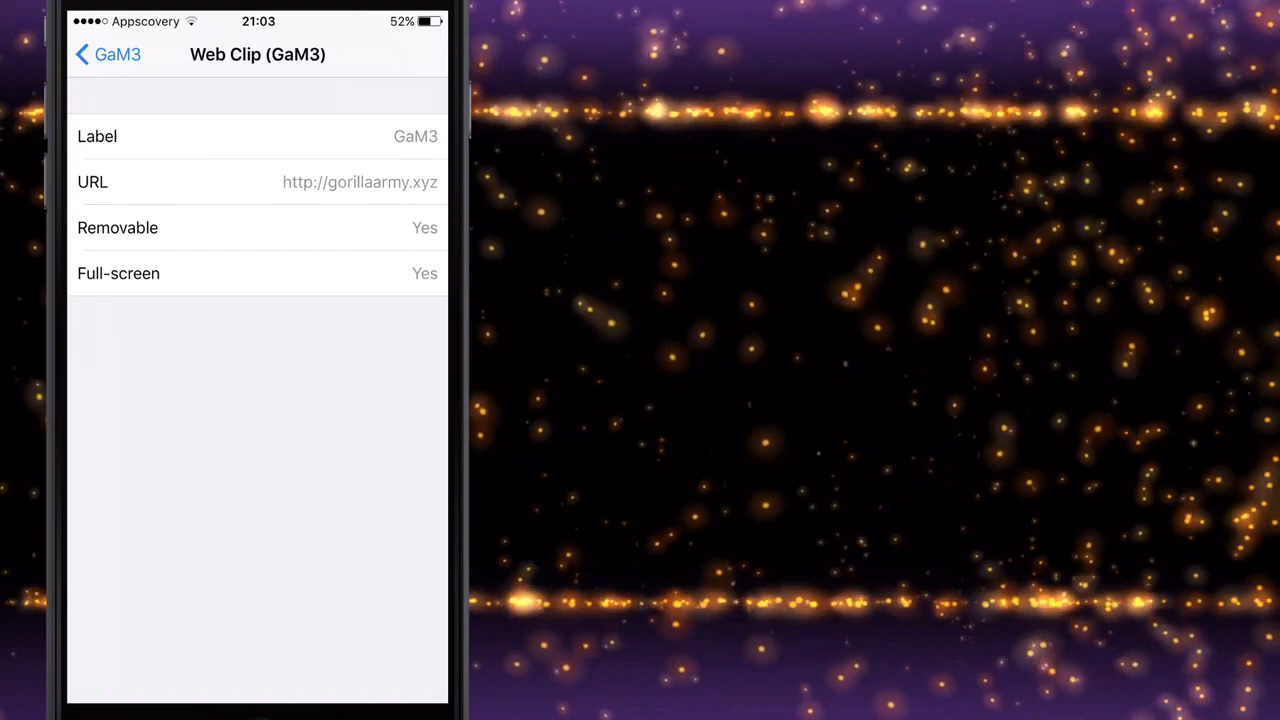 Appscovery 21:03 52%
GaM3 Web Clip (GaM3)
Label GaM3
URL http://gorillaarmy.xyz
Removable Yes
Full-screen Yes